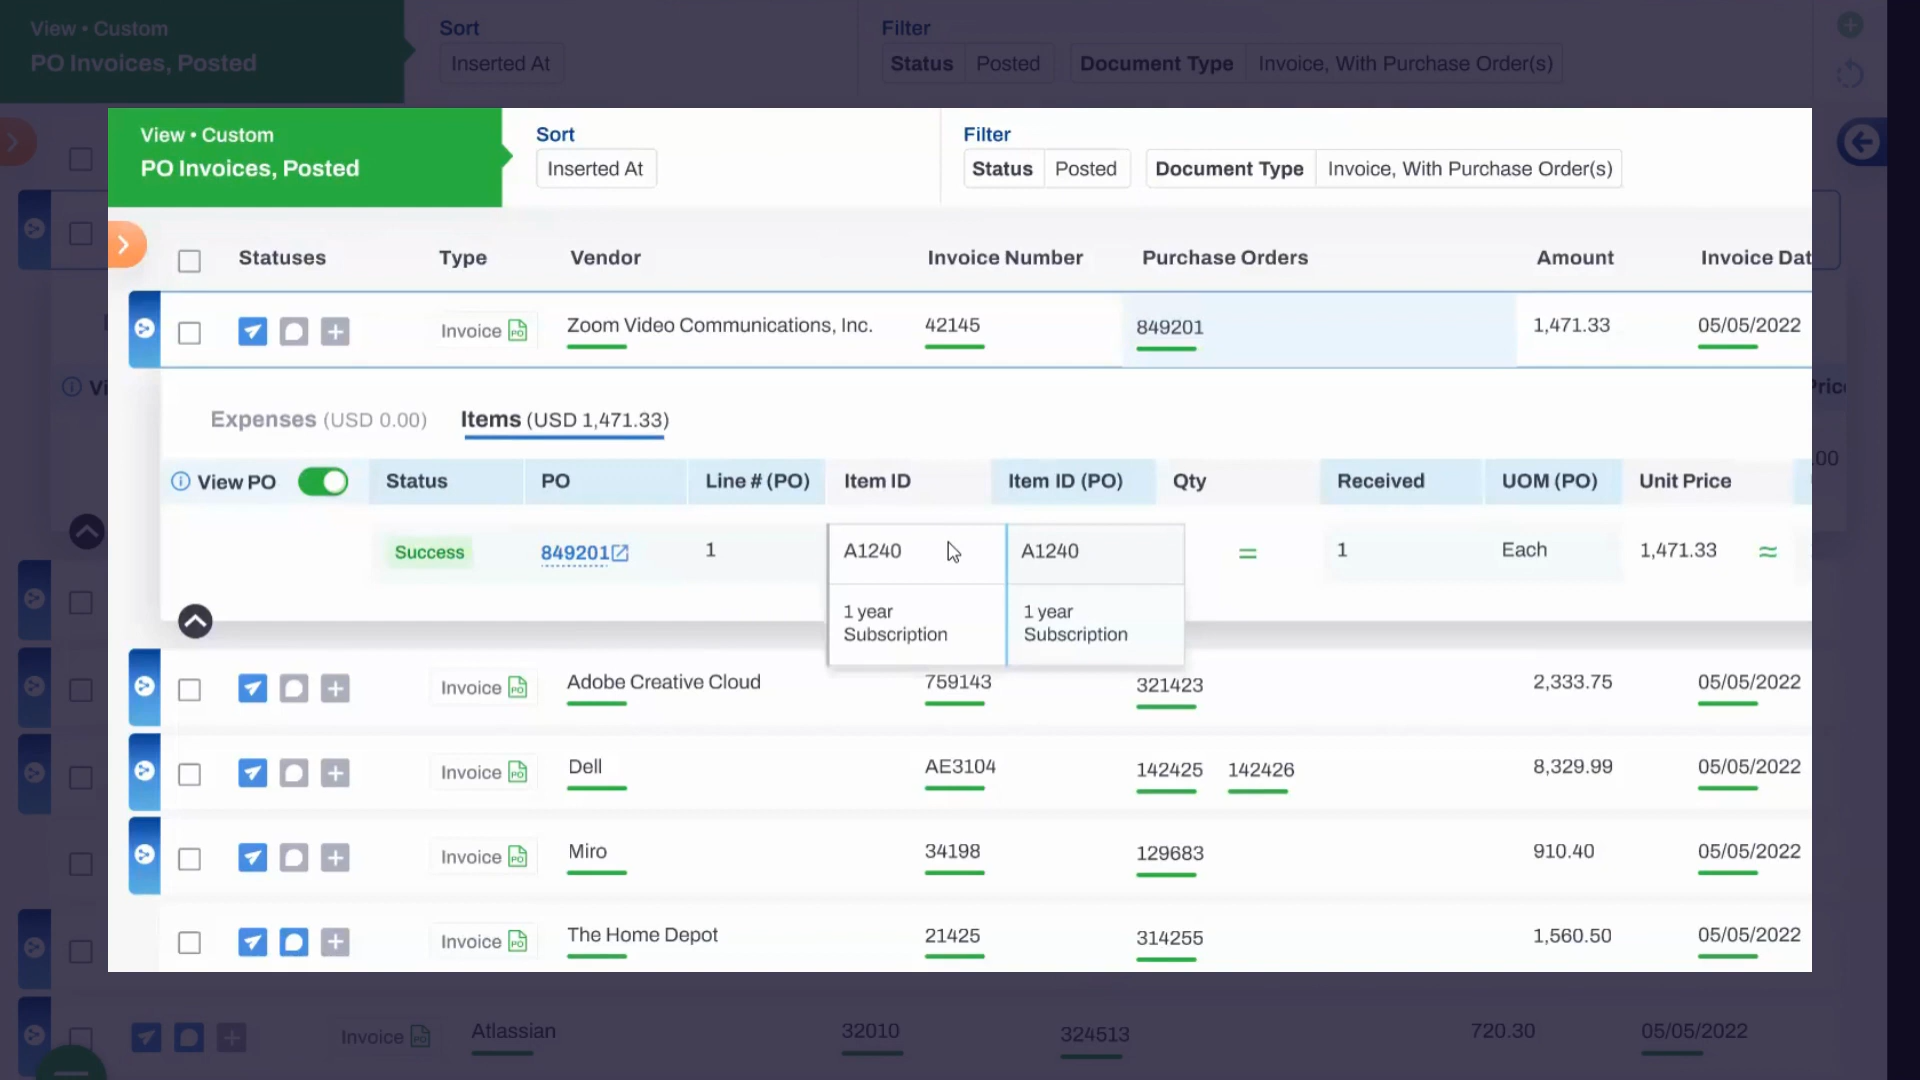 View • Custom
PO Invoices, Posted
Sort
Inserted At
Filter
Status Posted Document Type Invoice, With Purchase Order(s)
View • Custom
PO Invoices, Posted
Sort
Inserted At
Filter
Status Posted Document Type Invoice, With Purchase Order(s)
Statuses Type Vendor Invoice Number Purchase Orders Amount Invoice Dat
Invoice PO Zoom Video Communications, Inc. 42145 849201 1,471.33 05/05/2022
Expenses (USD 0.00) Items (USD 1,471.33)
View PO Status PO Line # (PO) Item ID Item ID (PO) Qty Received UOM (PO) Unit Price
Success 849201 1 A1240 A1240 = 1 Each 1,471.33 ≈
1 year
Subscription
1 year
Subscription
Invoice PO Adobe Creative Cloud 759143 321423 2,333.75 05/05/2022
Invoice PO Dell AE3104 142425 142426 8,329.99 05/05/2022
Invoice PO Miro 34198 129683 910.40 05/05/2022
Invoice PO The Home Depot 21425 314255 1,560.50 05/05/2022
Invoice PO Atlassian 32010 324513 720.30 05/05/2022